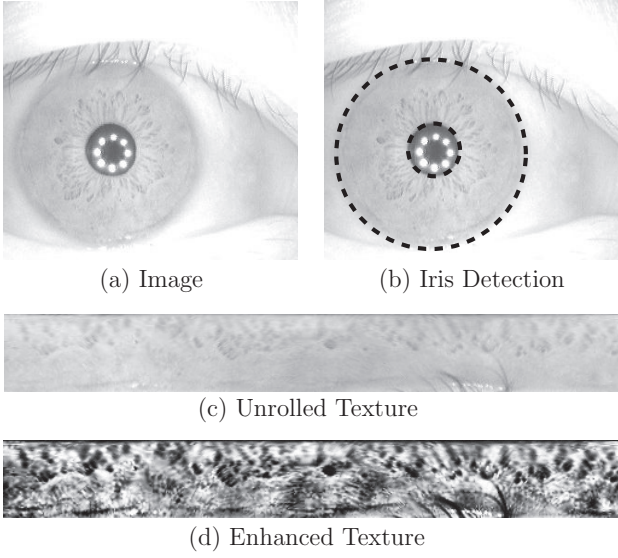 (a) Image
(b) Iris Detection
(c) Unrolled Texture
(d) Enhanced Texture